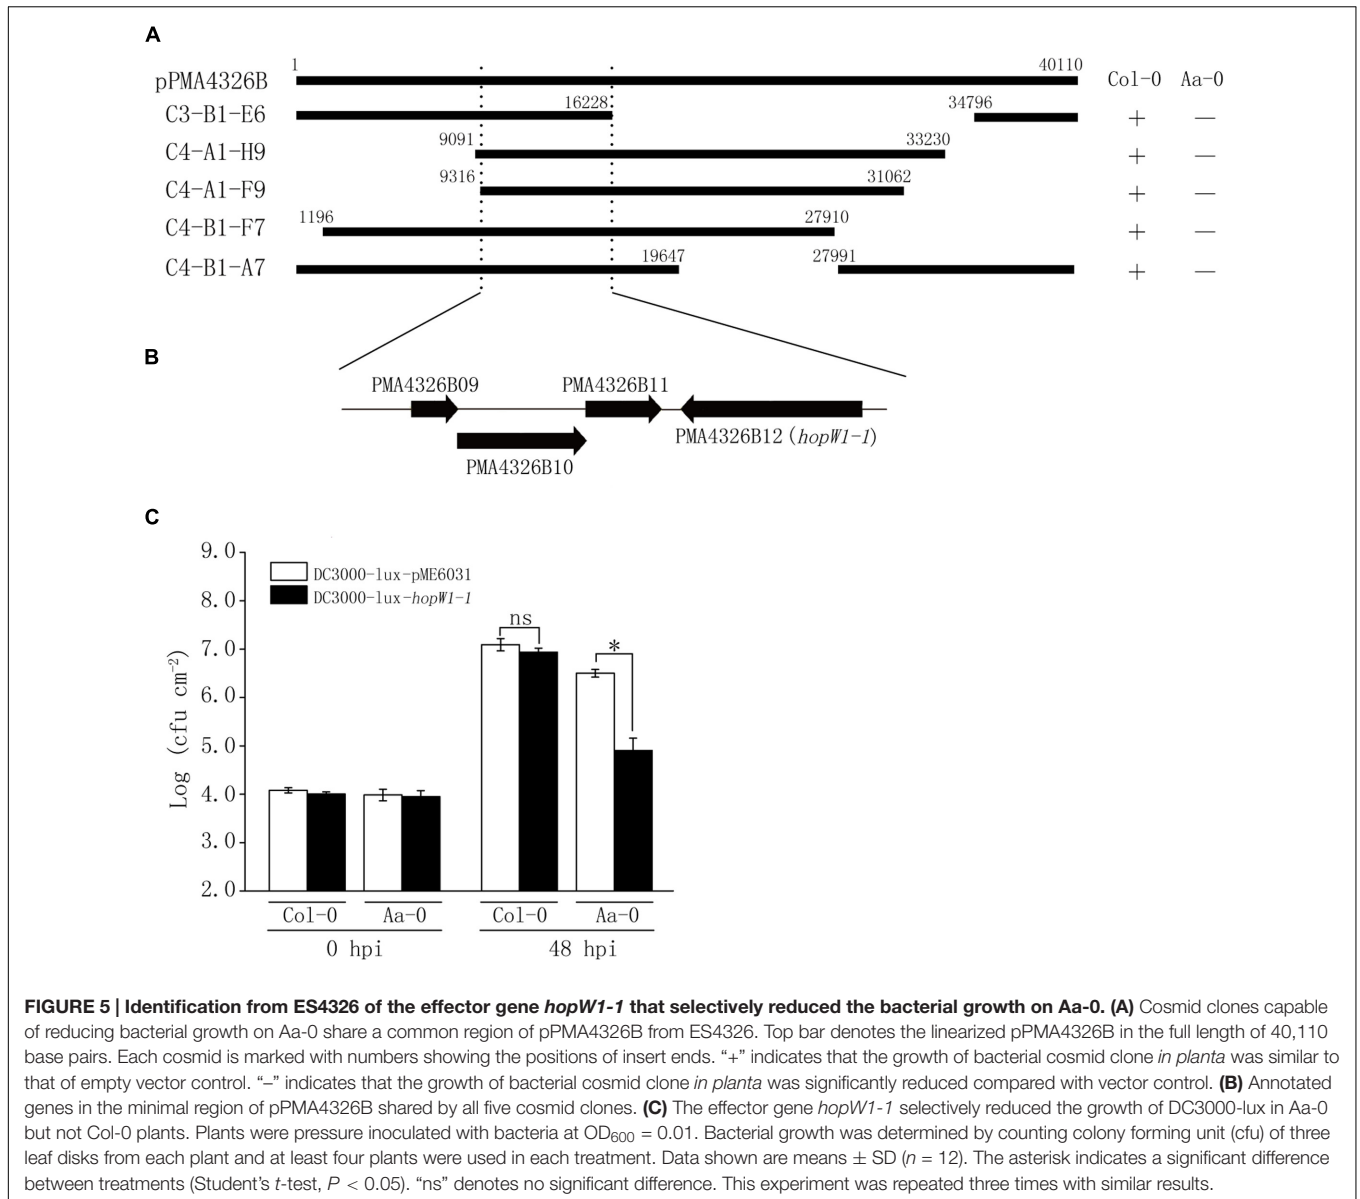 A
1 40110
pPMA4326B Col-0 Aa-0
C3-B1-E6 16228 34796 + —
C4-A1-H9 9091 33230 + —
C4-A1-F9 9316 31062 + —
C4-B1-F7 1196 27910 + —
C4-B1-A7 19647 27991 + —
B
PMA4326B09 PMA4326B11
PMA4326B12 (hopW1-1)
PMA4326B10
C
9.0
8.0
7.0
6.0
5.0
4.0
3.0
2.0
Log (cfu cm⁻²)
DC3000-lux-pME6031
DC3000-lux-hopW1-1
ns
*
Col-0 Aa-0 Col-0 Aa-0
0 hpi 48 hpi
FIGURE 5 | Identification from ES4326 of the effector gene hopW1-1 that selectively reduced the bacterial growth on Aa-0. (A) Cosmid clones capable
of reducing bacterial growth on Aa-0 share a common region of pPMA4326B from ES4326. Top bar denotes the linearized pPMA4326B in the full length of 40,110
base pairs. Each cosmid is marked with numbers showing the positions of insert ends. “+” indicates that the growth of bacterial cosmid clone in planta was similar to
that of empty vector control. “–” indicates that the growth of bacterial cosmid clone in planta was significantly reduced compared with vector control. (B) Annotated
genes in the minimal region of pPMA4326B shared by all five cosmid clones. (C) The effector gene hopW1-1 selectively reduced the growth of DC3000-lux in Aa-0
but not Col-0 plants. Plants were pressure inoculated with bacteria at OD₆₀₀ = 0.01. Bacterial growth was determined by counting colony forming unit (cfu) of three
leaf disks from each plant and at least four plants were used in each treatment. Data shown are means ± SD (n = 12). The asterisk indicates a significant difference
between treatments (Student’s t-test, P < 0.05). “ns” denotes no significant difference. This experiment was repeated three times with similar results.